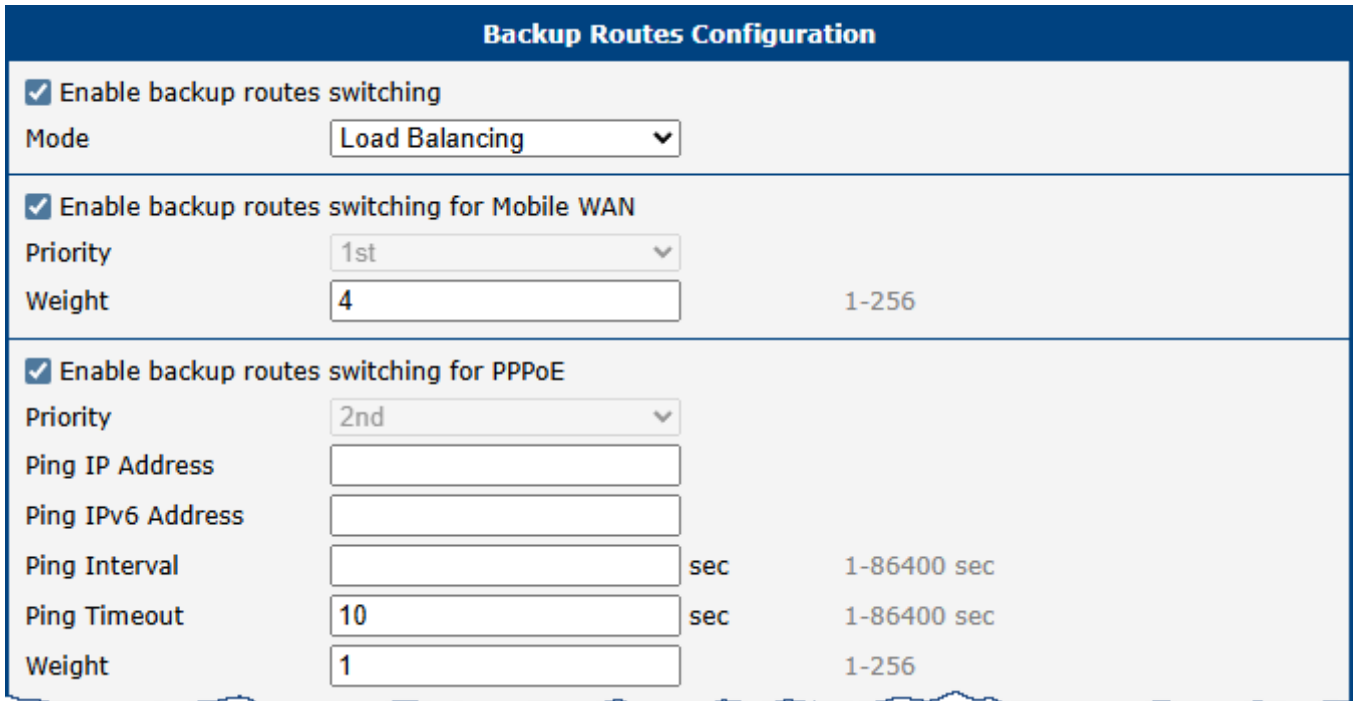 Backup Routes Configuration
Enable backup routes switching
Mode Load Balancing
Enable backup routes switching for Mobile WAN
Priority 1st
Weight 4 1-256
Enable backup routes switching for PPPoE
Priority 2nd
Ping IP Address
Ping IPv6 Address
Ping Interval sec 1-86400 sec
Ping Timeout 10 sec 1-86400 sec
Weight 1 1-256